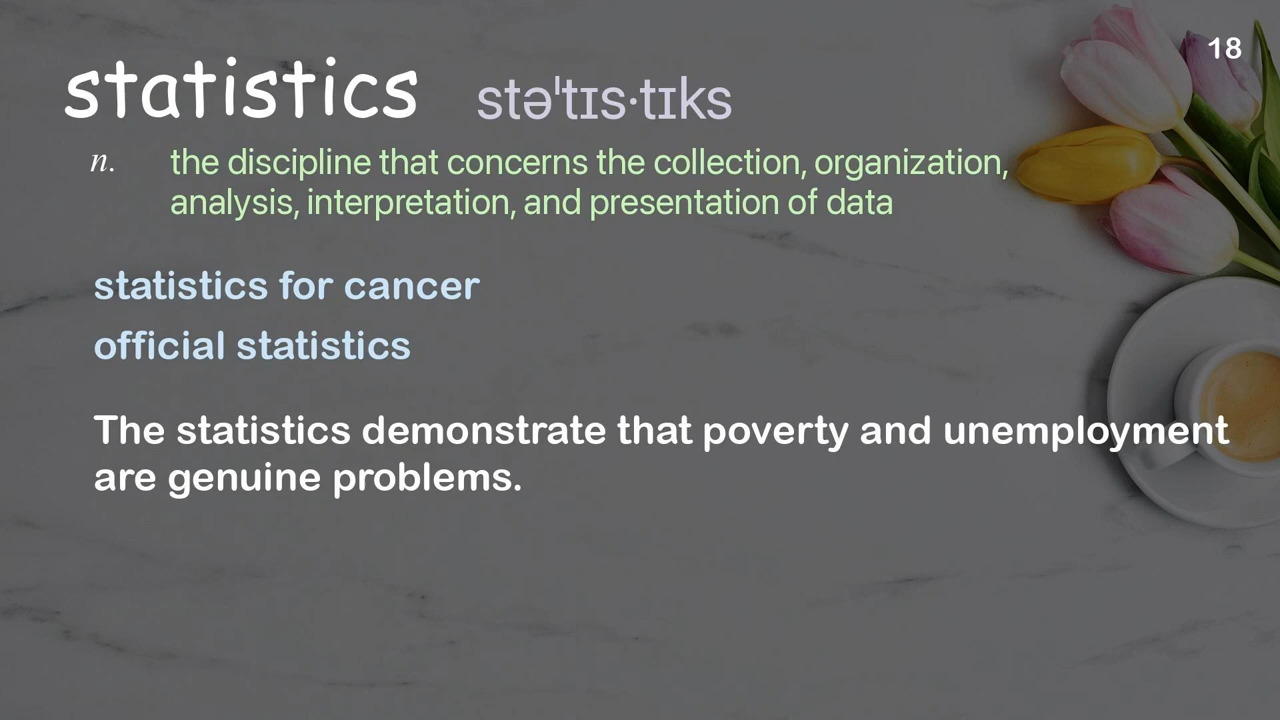 18
statistics stəˈtɪs·tɪks
n. the discipline that concerns the collection, organization,
analysis, interpretation, and presentation of data
statistics for cancer
official statistics
The statistics demonstrate that poverty and unemployment
are genuine problems.